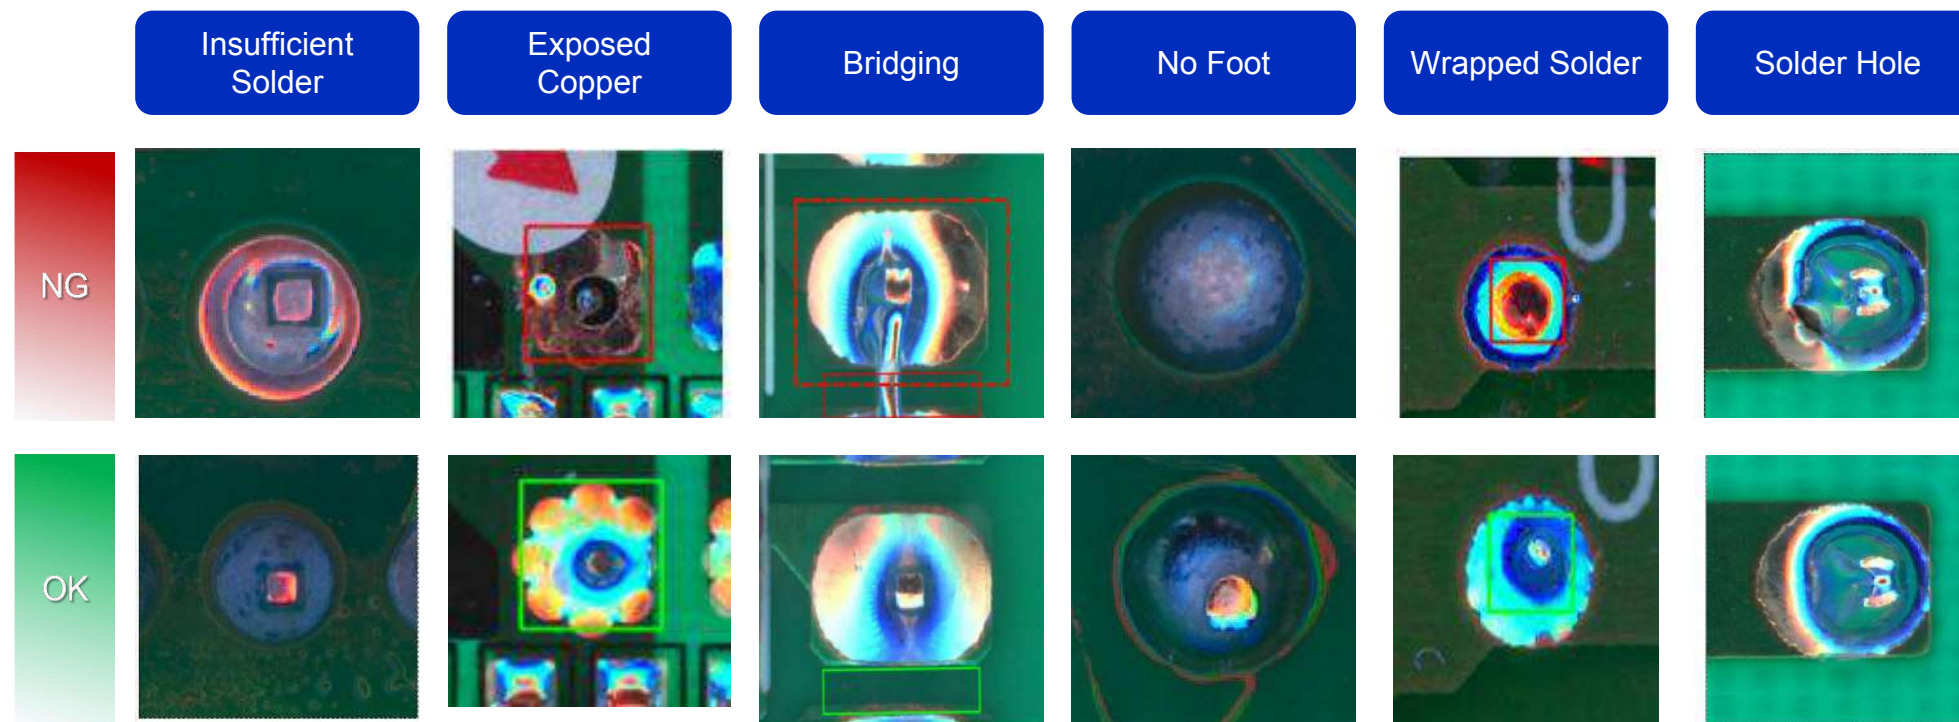 Insufficient
Solder
Exposed
Copper
Bridging
No Foot
Wrapped Solder
Solder Hole
NG
OK